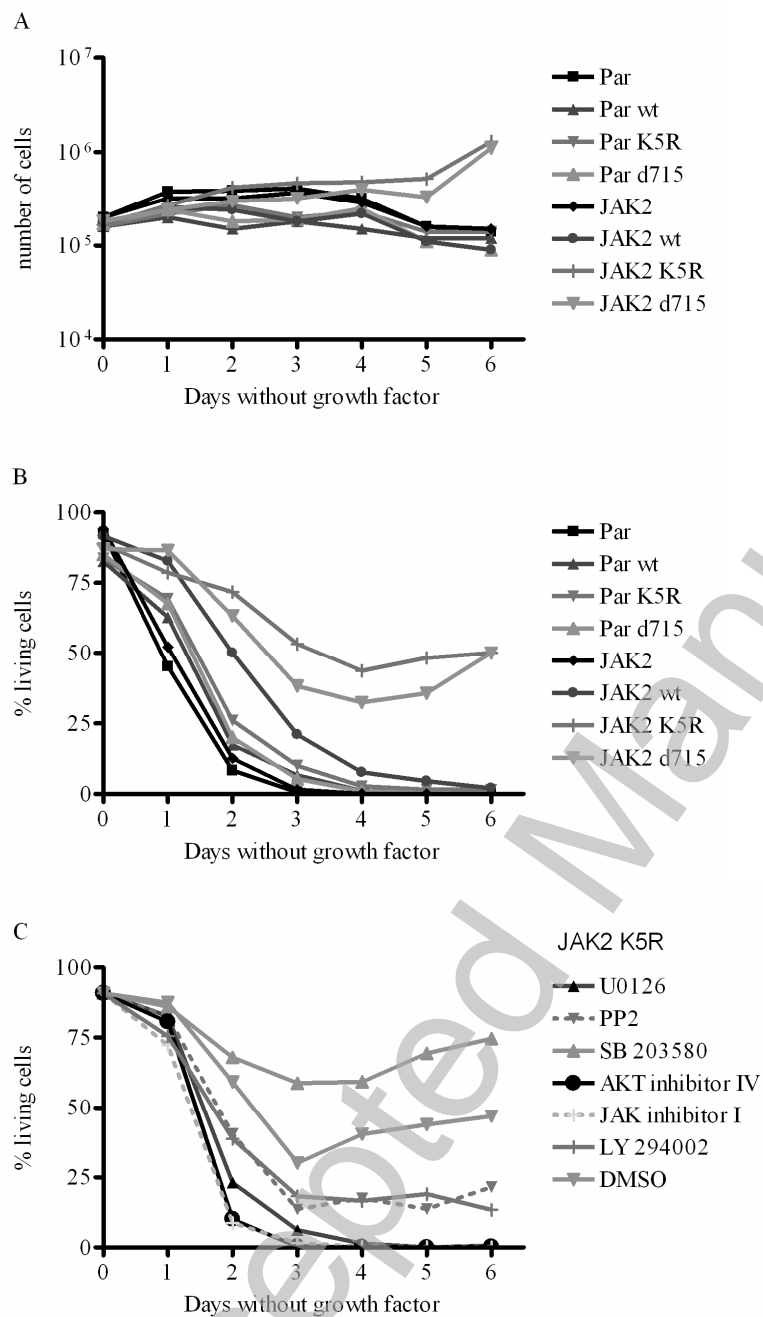 A
10^7
10^6
10^5
10^4
number of cells
0 1 2 3 4 5 6
Days without growth factor
Par
Par wt
Par K5R
Par d715
JAK2
JAK2 wt
JAK2 K5R
JAK2 d715
B
100
75
50
25
0
% living cells
0 1 2 3 4 5 6
Days without growth factor
Par
Par wt
Par K5R
Par d715
JAK2
JAK2 wt
JAK2 K5R
JAK2 d715
C
100
75
50
25
0
% living cells
0 1 2 3 4 5 6
Days without growth factor
JAK2 K5R
U0126
PP2
SB 203580
AKT inhibitor IV
JAK inhibitor I
LY 294002
DMSO